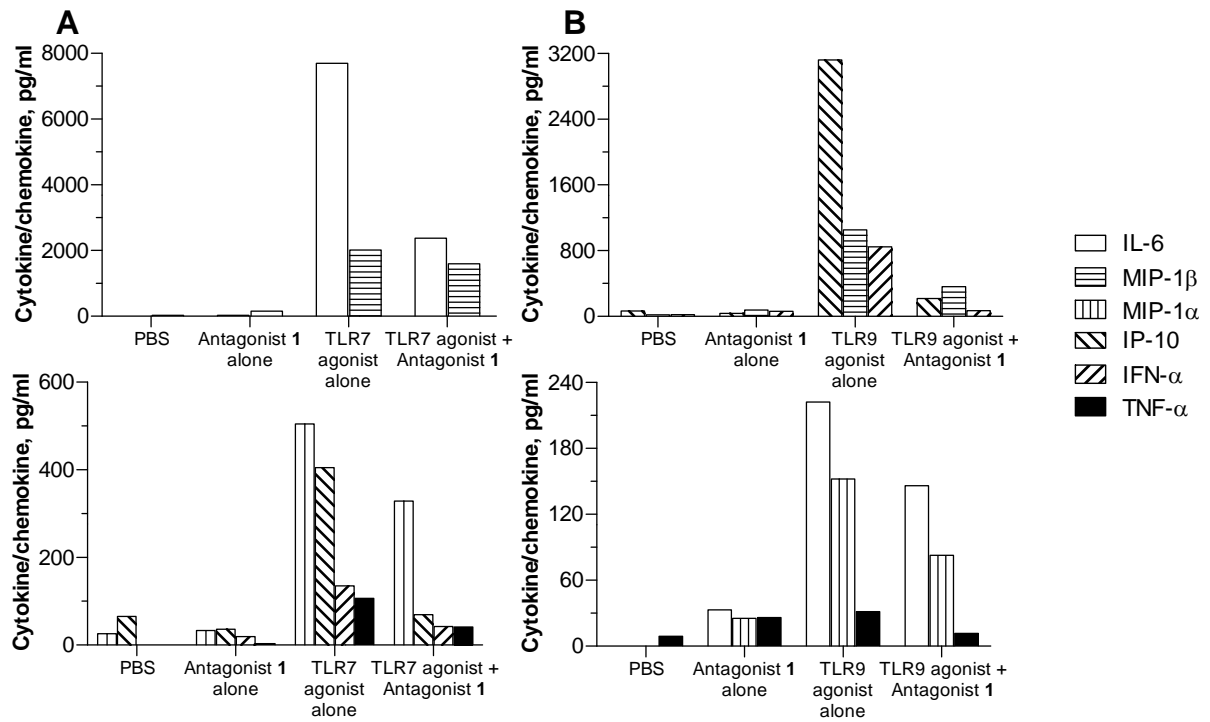 A
Cytokine/chemokine, pg/ml
8000
6000
4000
2000
0
PBS
Antagonist 1
alone
TLR7
agonist
alone
TLR7 agonist +
Antagonist 1
Cytokine/chemokine, pg/ml
600
400
200
0
PBS
Antagonist 1
alone
TLR7
agonist
alone
TLR7 agonist +
Antagonist 1
B
Cytokine/chemokine, pg/ml
3200
2400
1600
800
0
PBS
Antagonist 1
alone
TLR9
agonist
alone
TLR9 agonist +
Antagonist 1
Cytokine/chemokine, pg/ml
240
180
120
60
0
PBS
Antagonist 1
alone
TLR9
agonist
alone
TLR9 agonist +
Antagonist 1
IL-6
MIP-1β
MIP-1α
IP-10
IFN-α
TNF-α